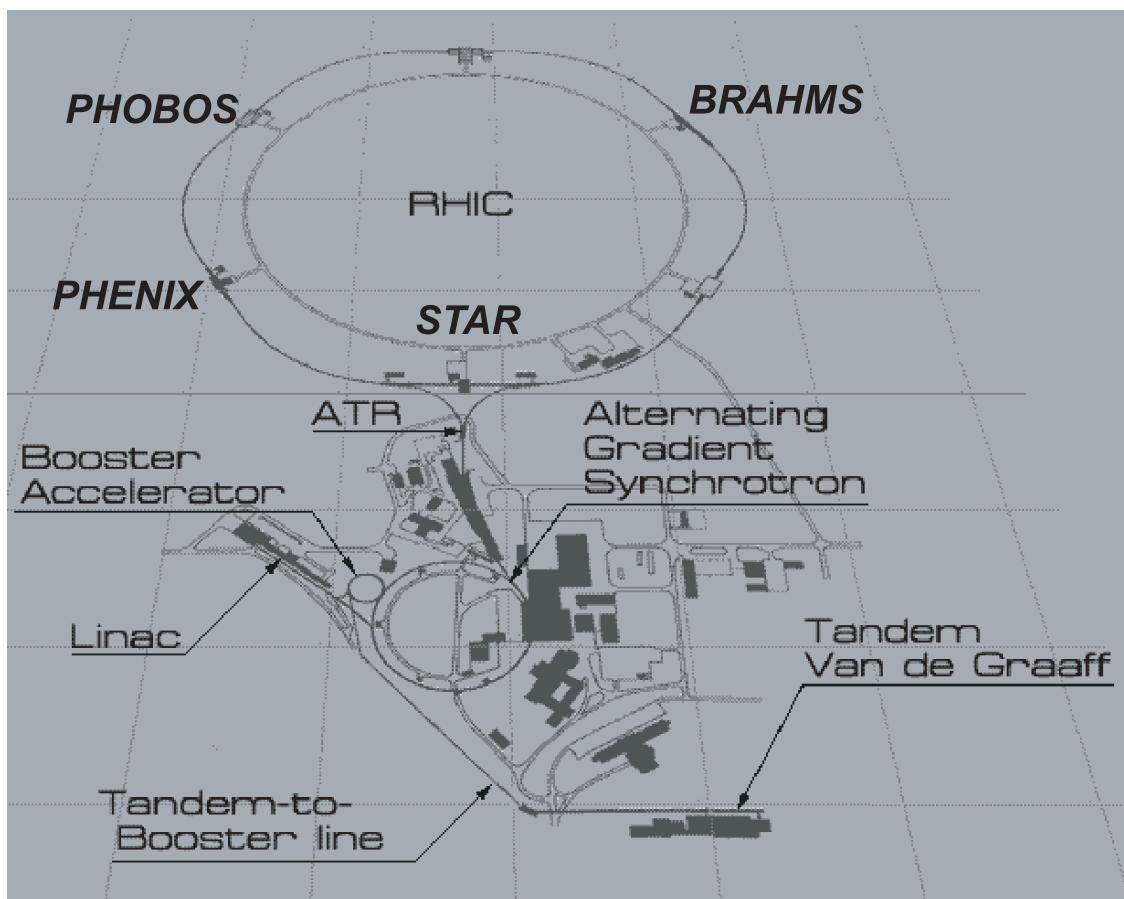 PHOBOS
BRAHMS
RHIC
PHENIX
STAR
ATR
Alternating
Gradient
Synchrotron
Booster
Accelerator
Linac
Tandem
Van de Graaff
Tandem-to-
Booster line